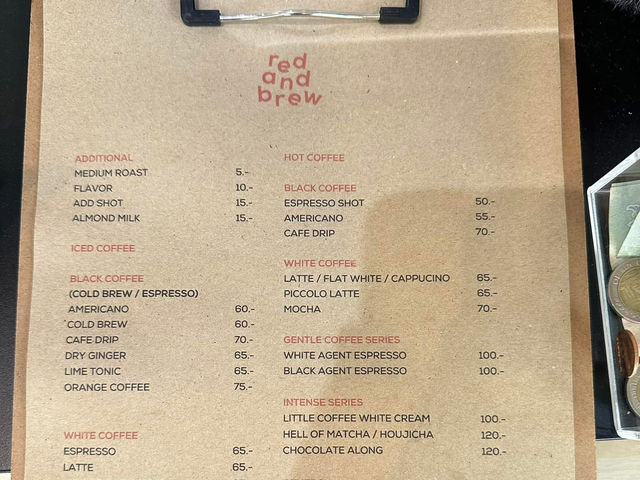 red
and
brew
ADDITIONAL
MEDIUM ROAST 5.-
FLAVOR 10.-
ADD SHOT 15.-
ALMOND MILK 15.-
ICED COFFEE
BLACK COFFEE
(COLD BREW / ESPRESSO)
AMERICANO 60.-
COLD BREW 60.-
CAFE DRIP 70.-
DRY GINGER 65.-
LIME TONIC 65.-
ORANGE COFFEE 75.-
WHITE COFFEE
ESPRESSO 65.-
LATTE 65.-
HOT COFFEE
BLACK COFFEE
ESPRESSO SHOT 50.-
AMERICANO 55.-
CAFE DRIP 70.-
WHITE COFFEE
LATTE / FLAT WHITE / CAPPUCINO 65.-
PICCOLO LATTE 65.-
MOCHA 70.-
GENTLE COFFEE SERIES
WHITE AGENT ESPRESSO 100.-
BLACK AGENT ESPRESSO 100.-
INTENSE SERIES
LITTLE COFFEE WHITE CREAM 100.-
HELL OF MATCHA / HOUJICHA 120.-
CHOCOLATE ALONG 120.-